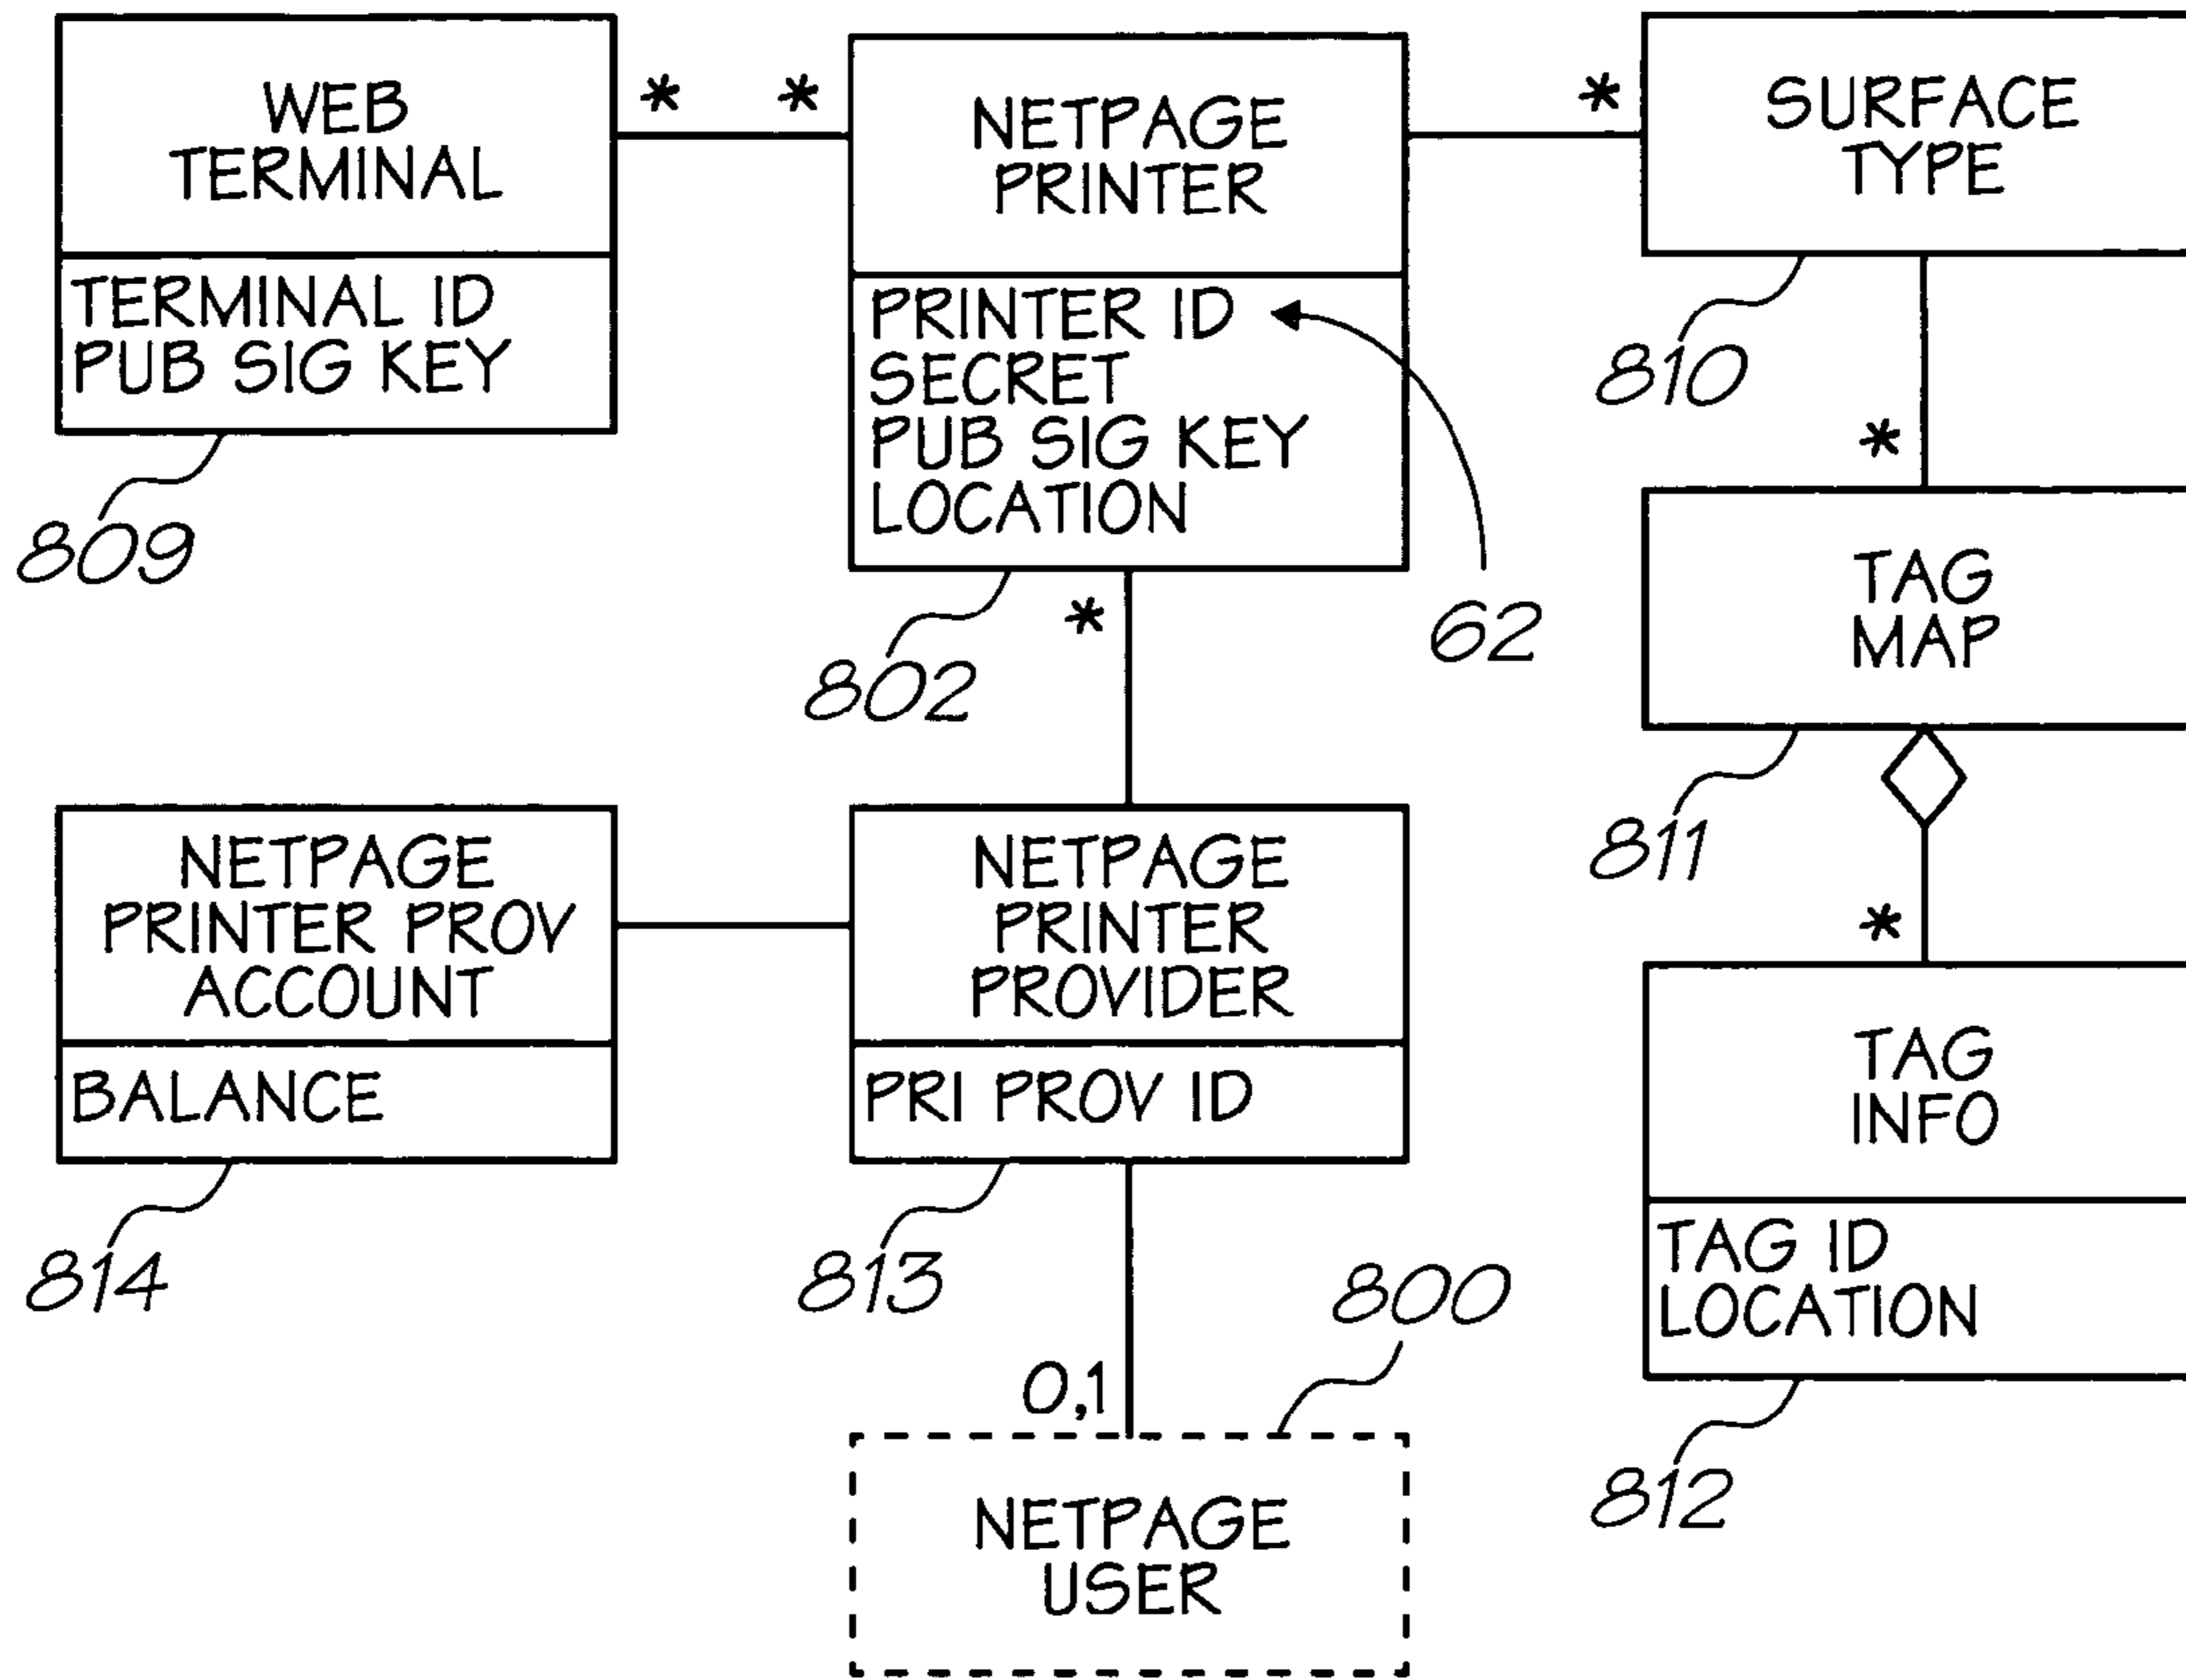 WEB
TERMINAL
TERMINAL ID
PUB SIG KEY
809
*
*
NETPAGE
PRINTER
PRINTER ID
SECRET
PUB SIG KEY
LOCATION
802
62
*
*
SURFACE
TYPE
810
*
TAG
MAP
811
*
TAG
INFO
TAG ID
LOCATION
812
NETPAGE
PRINTER PROV
ACCOUNT
BALANCE
814
NETPAGE
PRINTER
PROVIDER
PRI PROV ID
813
0,1
800
NETPAGE
USER